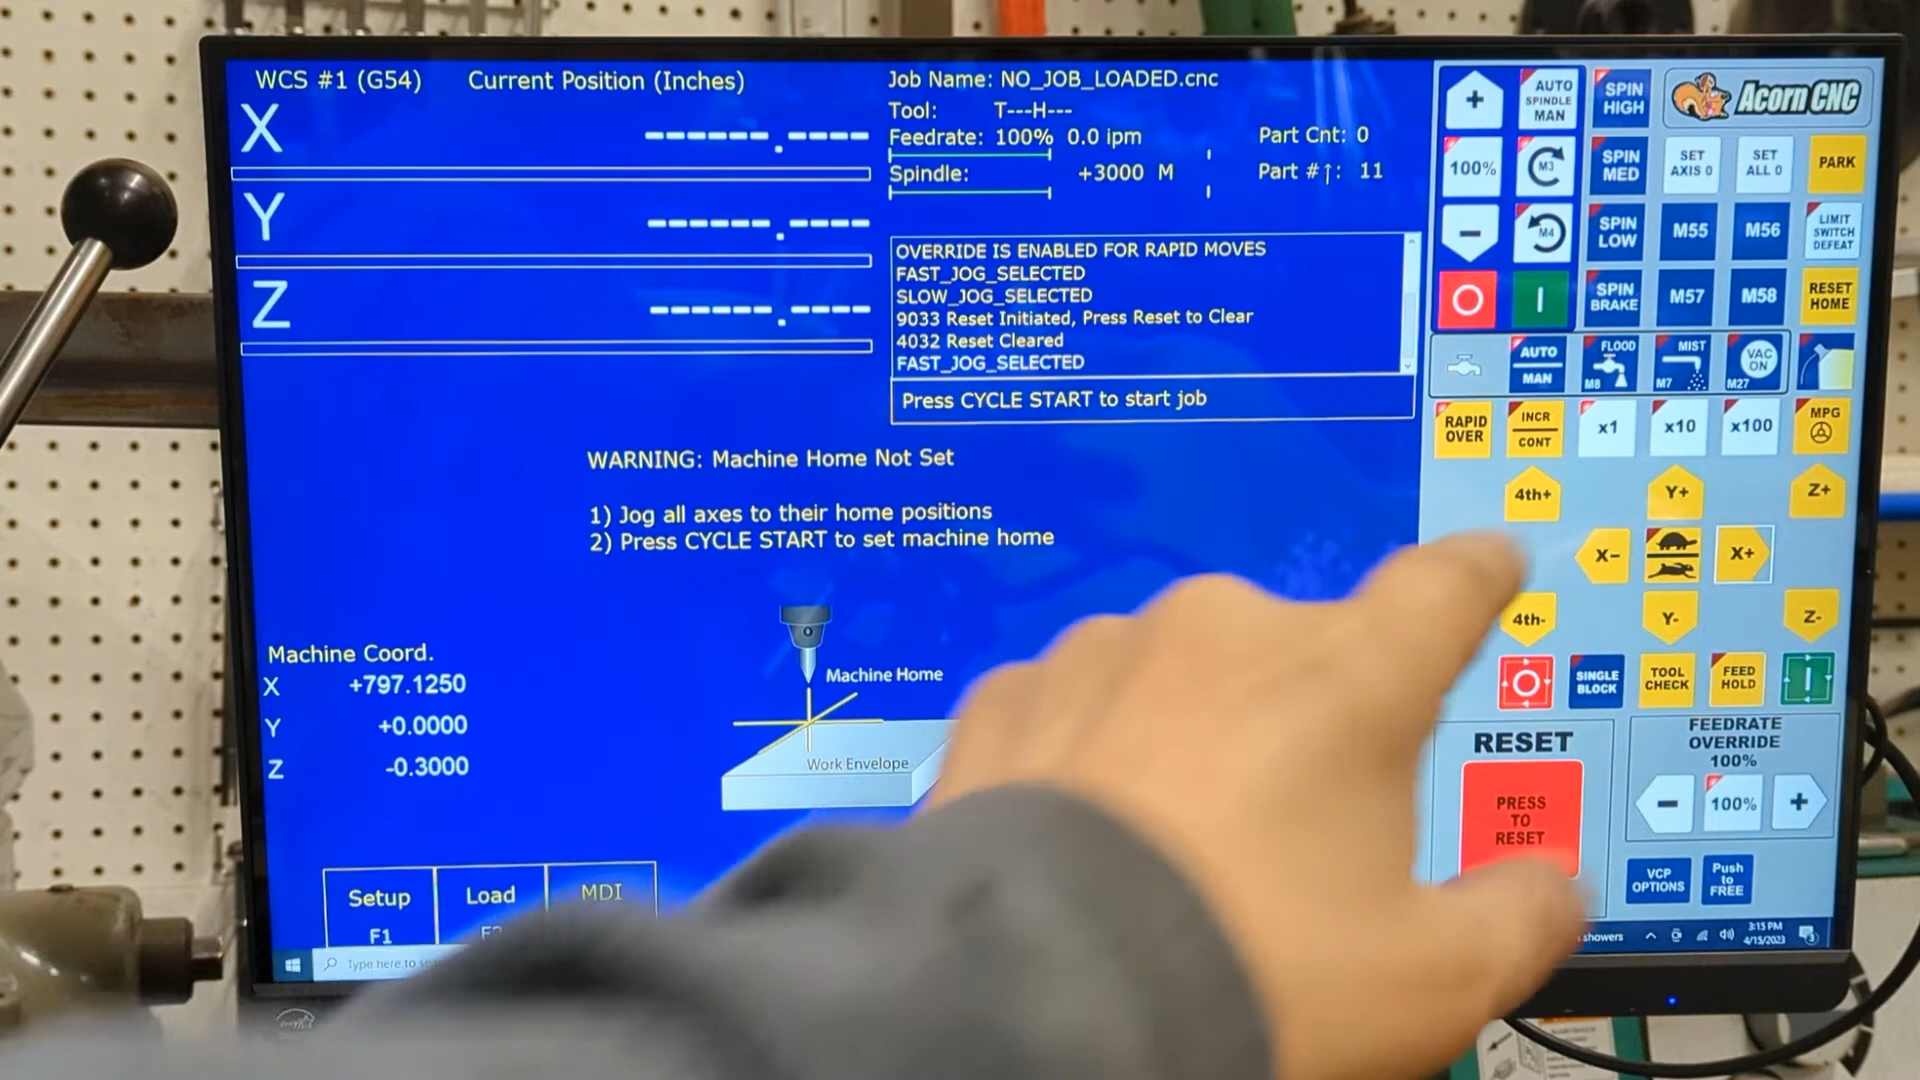 WCS #1 (G54) Current Position (Inches)
X ------.----
Y ------.----
Z ------.----
Job Name: NO_JOB_LOADED.cnc
Tool: T---H---
Feedrate: 100% 0.0 ipm Part Cnt: 0
Spindle: +3000 M Part #↑: 11
OVERRIDE IS ENABLED FOR RAPID MOVES
FAST_JOG_SELECTED
SLOW_JOG_SELECTED
9033 Reset Initiated, Press Reset to Clear
4032 Reset Cleared
FAST_JOG_SELECTED
Press CYCLE START to start job
WARNING: Machine Home Not Set
1) Jog all axes to their home positions
2) Press CYCLE START to set machine home
Machine Home
Work Envelope
Machine Coord.
X +797.1250
Y +0.0000
Z -0.3000
Setup
F1
Load
MDI
Type here to
+
AUTO
SPINDLE
MAN
SPIN
HIGH
Acorn CNC
100%
M3
SPIN
MED
SET
AXIS 0
SET
ALL 0
PARK
-
M4
SPIN
LOW
M55
M56
LIMIT
SWITCH
DEFEAT
SPIN
BRAKE
M57
M58
RESET
HOME
AUTO
MAN
FLOOD
M8
MIST
M7
VAC
ON
M27
RAPID
OVER
INCR
CONT
x1
x10
x100
MPG
4th+
Y+
Z+
X-
X+
4th-
Y-
Z-
SINGLE
BLOCK
TOOL
CHECK
FEED
HOLD
RESET
PRESS
TO
RESET
FEEDRATE
OVERRIDE
100%
-
100%
+
VCP
OPTIONS
Push
to
FREE
showers
3:15 PM
4/15/2023